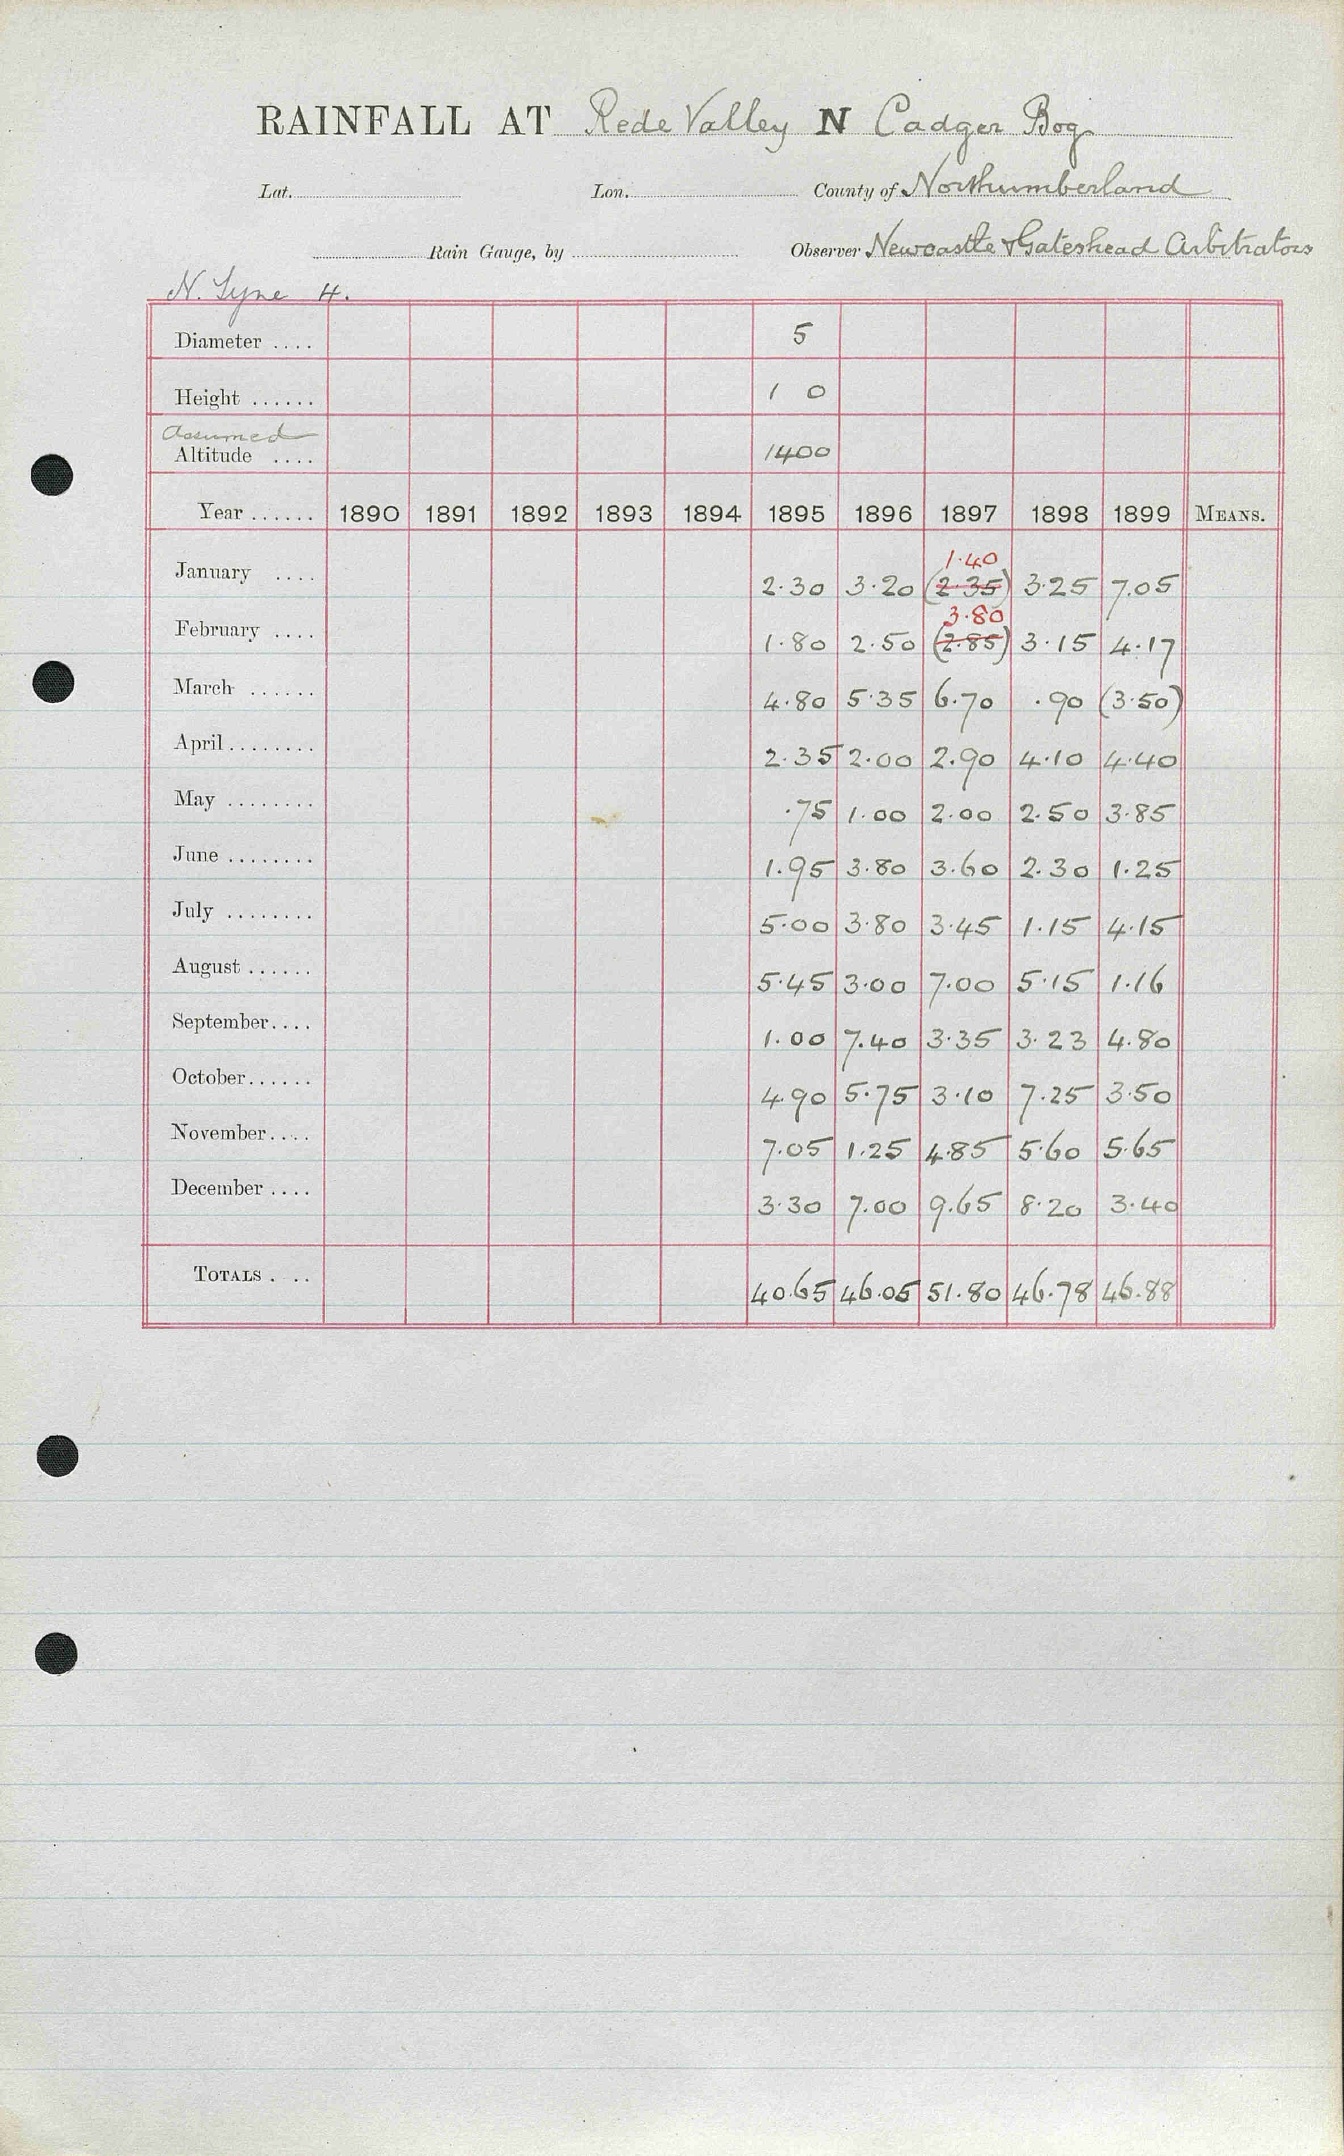 RAINFALL AT Rede Valley N Cadger Bog
Lat. Lon. County of Northumberland
Rain Gauge, by Observer Newcastle & Gateshead Arbitrators
N. Tyne 4.
Diameter .... 5
Height ...... 1 0
Assumed
Altitude .... 1400
Year ...... 1890 1891 1892 1893 1894 1895 1896 1897 1898 1899 MEANS.
1.40
January .... 2.30 3.20 (2.35) 3.25 7.05
3.80
February .... 1.80 2.50 (2.85) 3.15 4.17
March ...... 4.80 5.35 6.70 .90 (3.50)
April ........ 2.35 2.00 2.90 4.10 4.40
May ........ .75 1.00 2.00 2.50 3.85
June ........ 1.95 3.80 3.60 2.30 1.25
July ........ 5.00 3.80 3.45 1.15 4.15
August ...... 5.45 3.00 7.00 5.15 1.16
September.... 1.00 7.40 3.35 3.23 4.80
October...... 4.90 5.75 3.10 7.25 3.50
November.... 7.05 1.25 4.85 5.60 5.65
December .... 3.30 7.00 9.65 8.20 3.40
TOTALS . .. 40.65 46.05 51.80 46.78 46.88